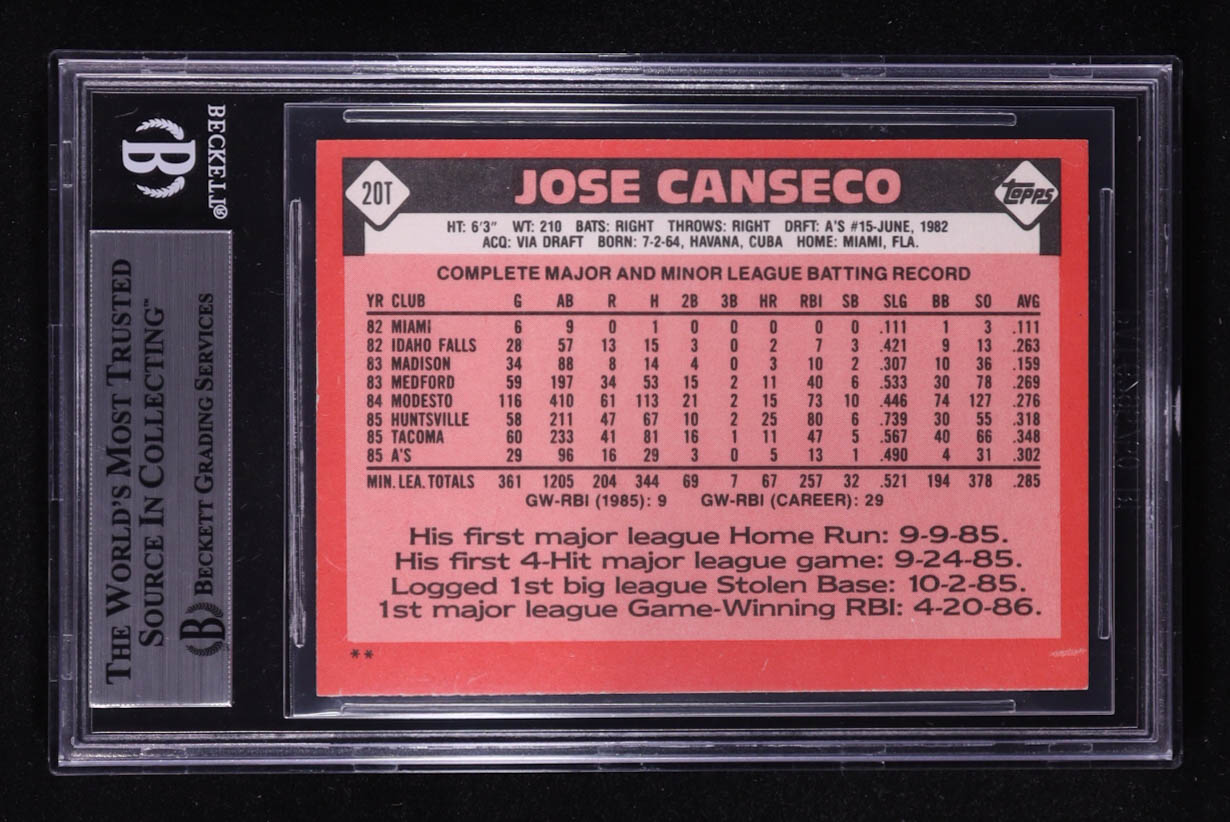 BECKETT®
THE WORLD'S MOST TRUSTED
SOURCE IN COLLECTING™
BECKETT GRADING SERVICES
20T
JOSE CANSECO
topps
HT: 6'3" WT: 210 BATS: RIGHT THROWS: RIGHT DRFT: A'S #15-JUNE, 1982
ACQ: VIA DRAFT BORN: 7-2-64, HAVANA, CUBA HOME: MIAMI, FLA.
COMPLETE MAJOR AND MINOR LEAGUE BATTING RECORD
YR CLUB G AB R H 2B 3B HR RBI SB SLG BB SO AVG
82 MIAMI 6 9 0 1 0 0 0 0 0 .111 1 3 .111
82 IDAHO FALLS 28 57 13 15 3 0 2 7 3 .421 9 13 .263
83 MADISON 34 88 8 14 4 0 3 10 2 .307 10 36 .159
83 MEDFORD 59 197 34 53 15 2 11 40 6 .533 30 78 .269
84 MODESTO 116 410 61 113 21 2 15 73 10 .446 74 127 .276
85 HUNTSVILLE 58 211 47 67 10 2 25 80 6 .739 30 55 .318
85 TACOMA 60 233 41 81 16 1 11 47 5 .567 40 66 .348
85 A'S 29 96 16 29 3 0 5 13 1 .490 4 31 .302
MIN. LEA. TOTALS 361 1205 204 344 69 7 67 257 32 .521 194 378 .285
GW-RBI (1985): 9 GW-RBI (CAREER): 29
His first major league Home Run: 9-9-85.
His first 4-Hit major league game: 9-24-85.
Logged 1st big league Stolen Base: 10-2-85.
1st major league Game-Winning RBI: 4-20-86.
**